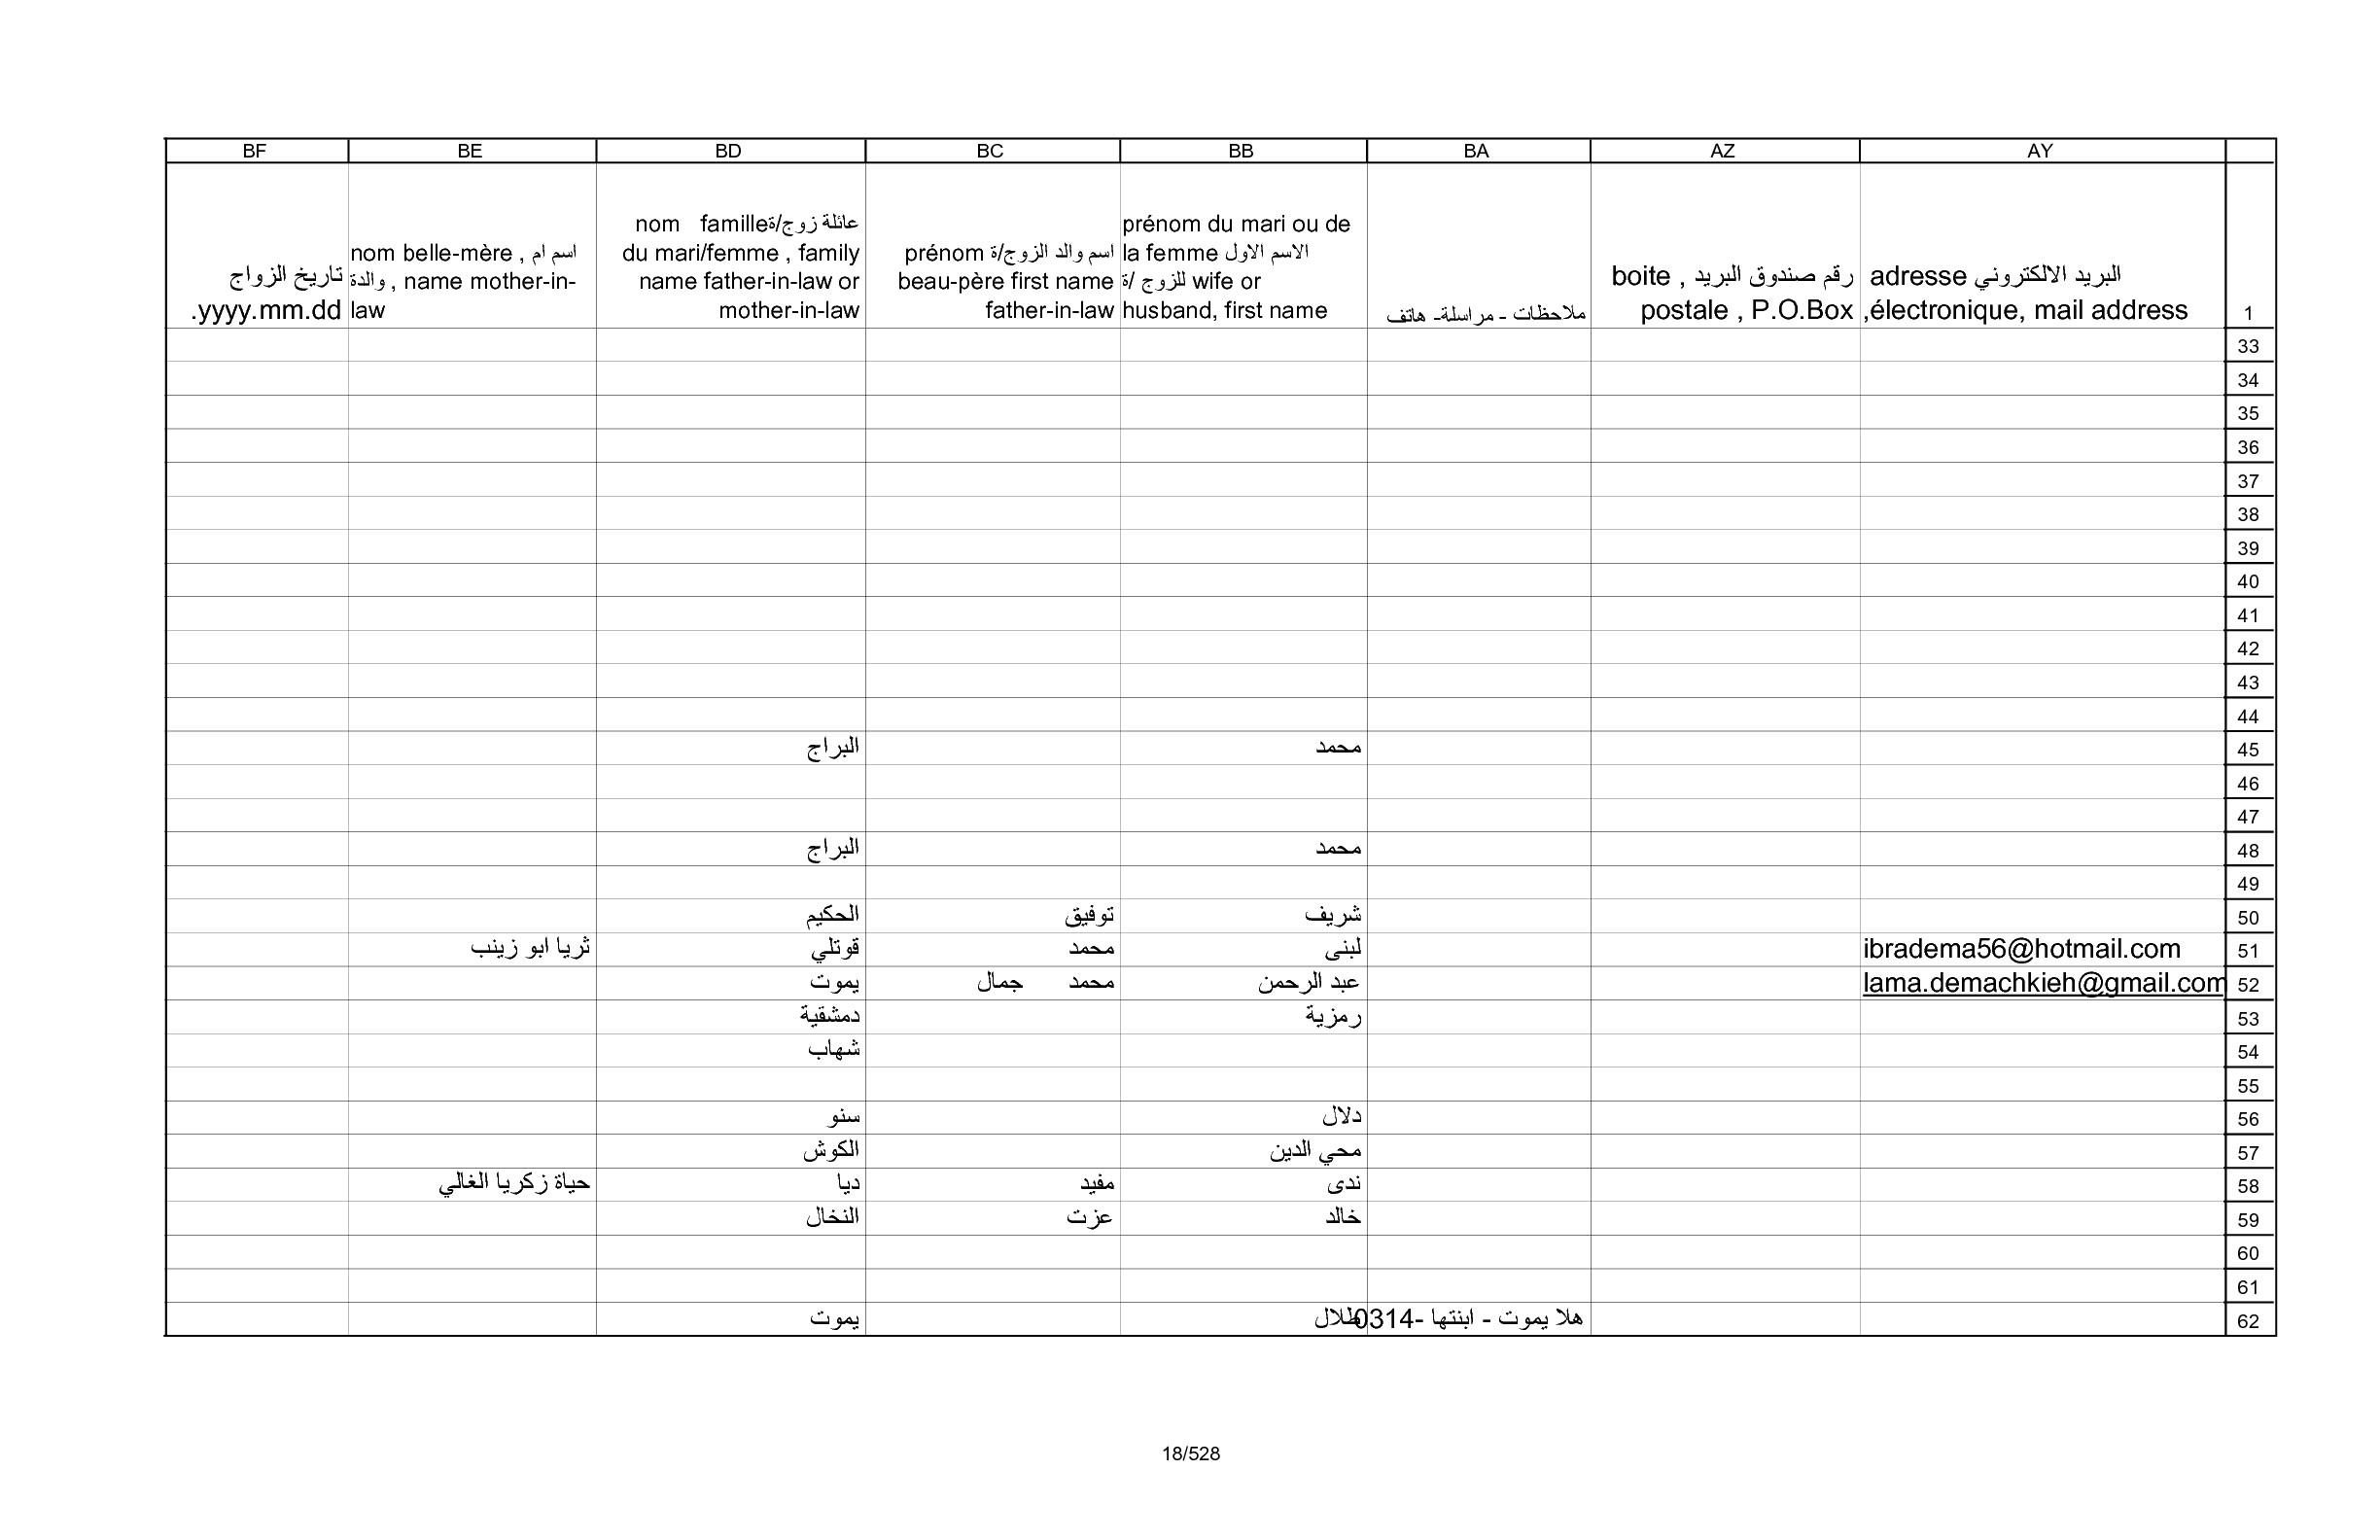 AY AZ BA BB BC BD BE BF
1
البريد الالكتروني adresse
électronique, mail address,
رقم صندوق البريد , boite
postale , P.O.Box
ملاحظات - مراسلة- هاتف
prénom du mari ou de
la femme الاسم الاول
للزوج /ة wife or
husband, first name
اسم والد الزوج/ة prénom
beau-père first name
father-in-law
عائلة زوج/ة nom famille
du mari/femme , family
name father-in-law or
mother-in-law
nom belle-mère , اسم ام
والدة , name mother-in-
law
تاريخ الزواج
yyyy.mm.dd.
33
34
35
36
37
38
39
40
41
42
43
44
45 محمد البراج
46
47
48 محمد البراج
49
50 شريف توفيق الحكيم
51 ibradema56@hotmail.com لبنى محمد قوتلي ثريا ابو زينب
52 lama.demachkieh@gmail.com عبد الرحمن محمد جمال يموت
53 رمزية دمشقية
54 شهاب
55
56 دلال سنو
57 محي الدين الكوش
58 ندى مفيد ديا حياة زكريا الغالي
59 خالد عزت النخال
60
61
62 هلا يموت - ابنتها -0314 طلال يموت
18/528